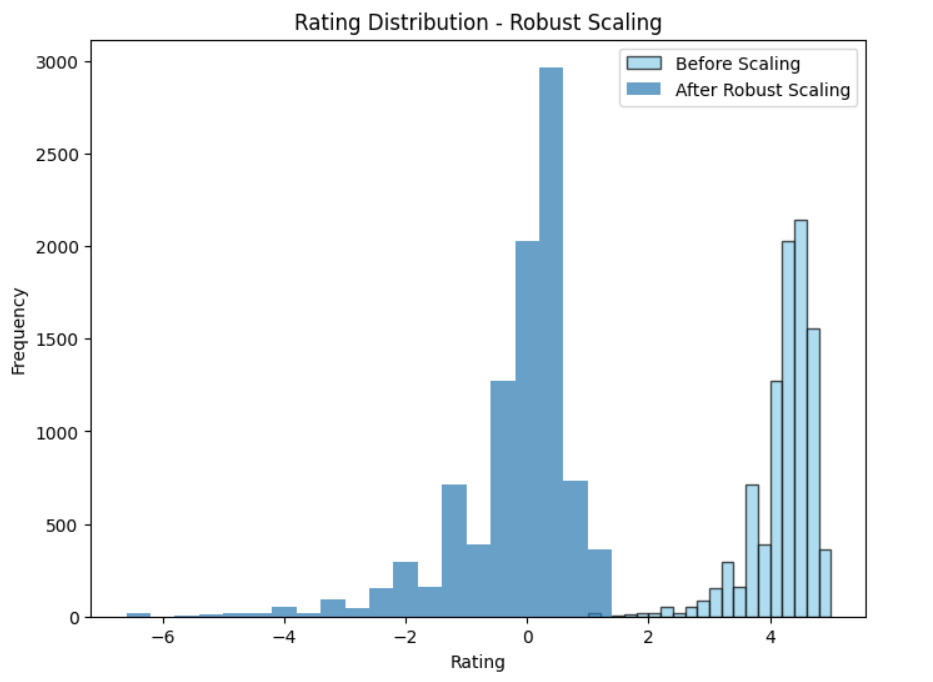 Rating Distribution - Robust Scaling
Before Scaling
After Robust Scaling
3000
2500
2000
1500
1000
500
0
Frequency
−6 −4 −2 0 2 4
Rating